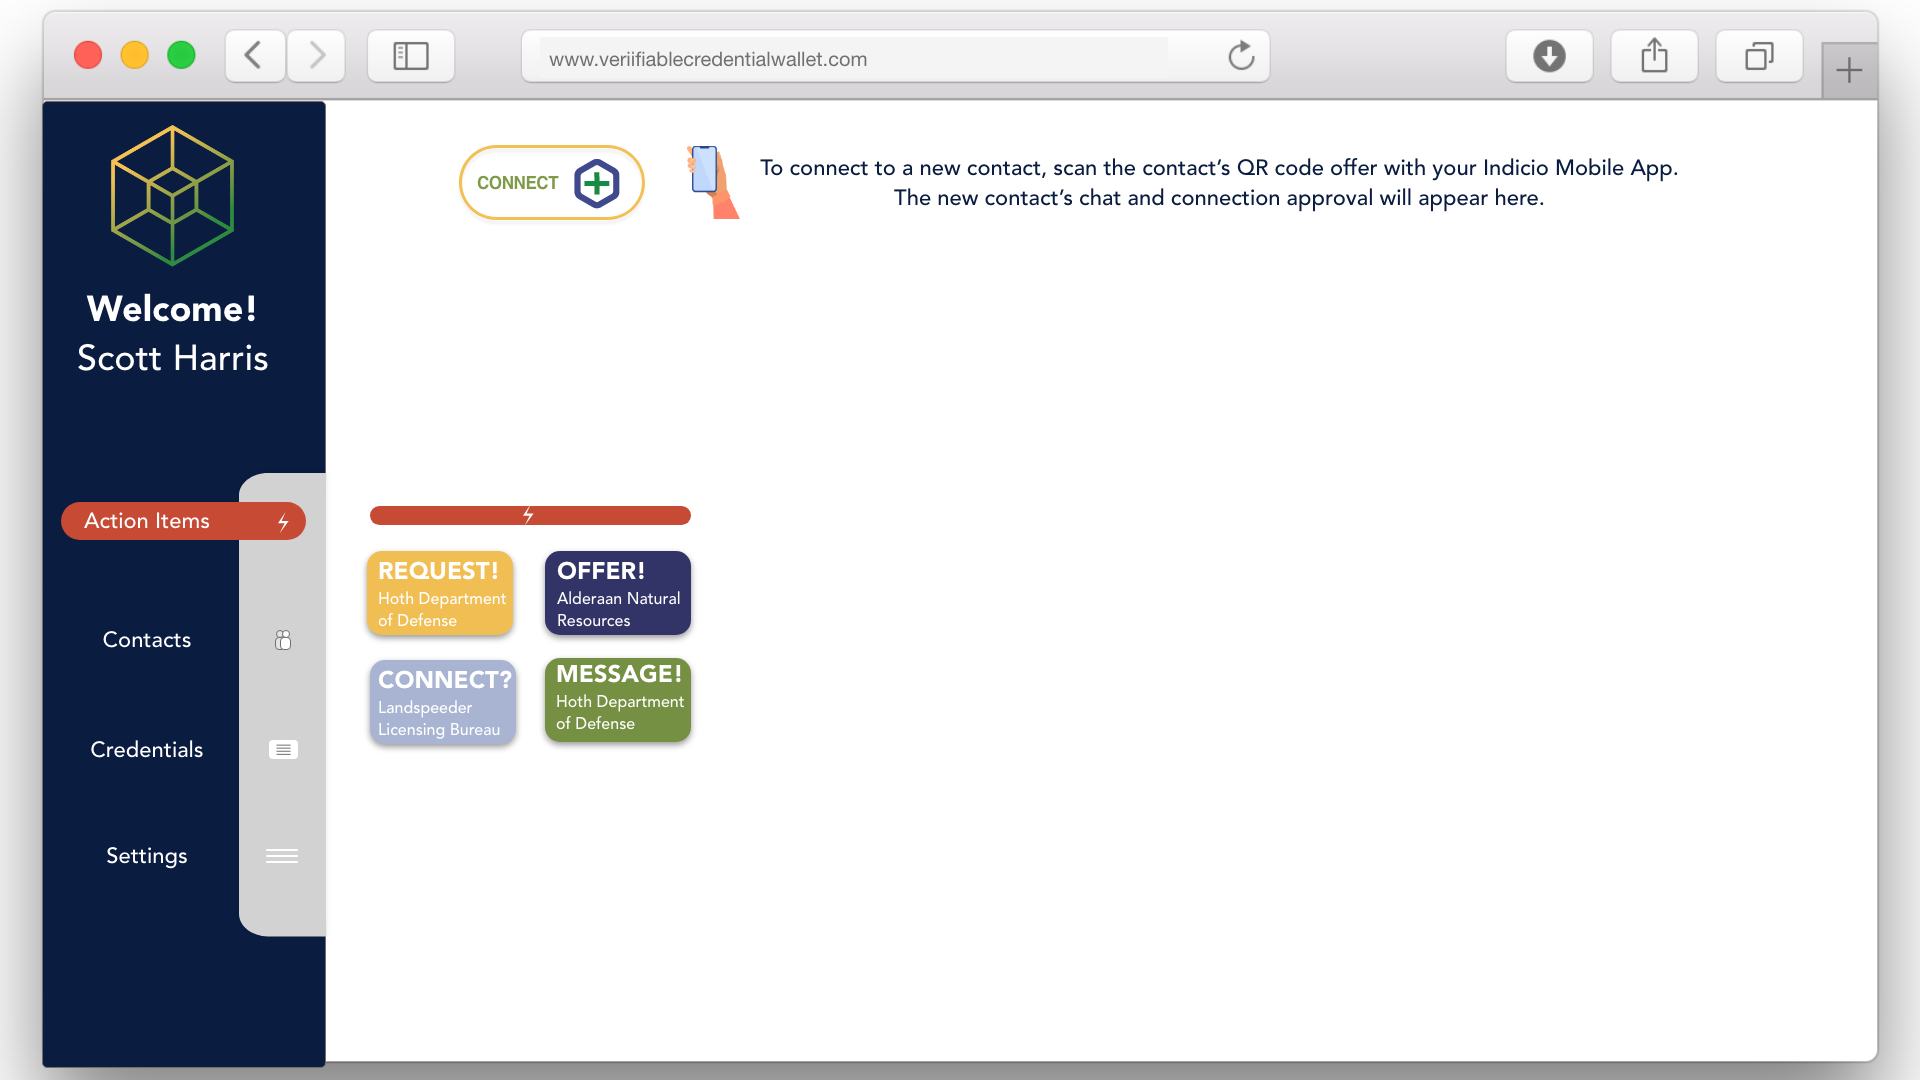 www.veriifiablecredentialwallet.com
CONNECT
To connect to a new contact, scan the contact’s QR code offer with your Indicio Mobile App.
The new contact’s chat and connection approval will appear here.
Welcome!
Scott Harris
Action Items
Contacts
Credentials
Settings
REQUEST!
Hoth Department
of Defense
OFFER!
Alderaan Natural
Resources
CONNECT?
Landspeeder
Licensing Bureau
MESSAGE!
Hoth Department
of Defense